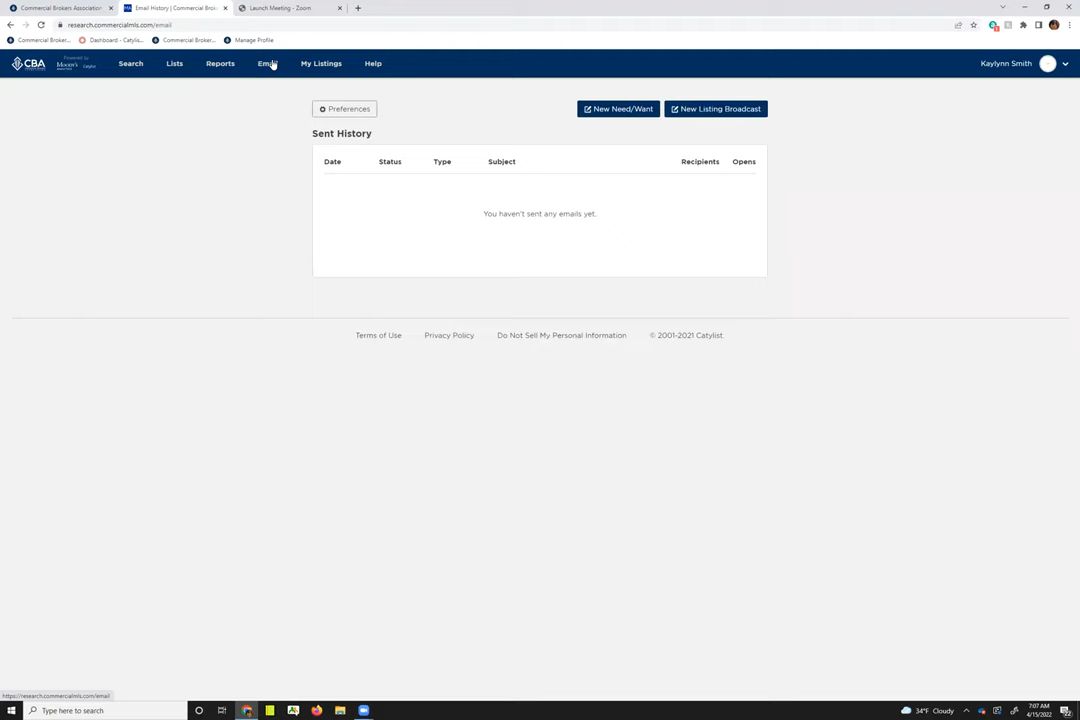 Commercial Brokers Association
Email History | Commercial Brok
Launch Meeting - Zoom
research.commercialmls.com/email
Commercial Broker...
Dashboard - Catylis...
Commercial Broker...
Manage Profile
CBA
Powered by
Moody's
Catylist
Search
Lists
Reports
Email
My Listings
Help
Kaylynn Smith
Preferences
New Need/Want
New Listing Broadcast
Sent History
Date Status Type Subject Recipients Opens
You haven't sent any emails yet.
Terms of Use Privacy Policy Do Not Sell My Personal Information © 2001-2021 Catylist.
https://research.commercialmls.com/email
Type here to search
34°F Cloudy
7:07 AM
4/15/2022